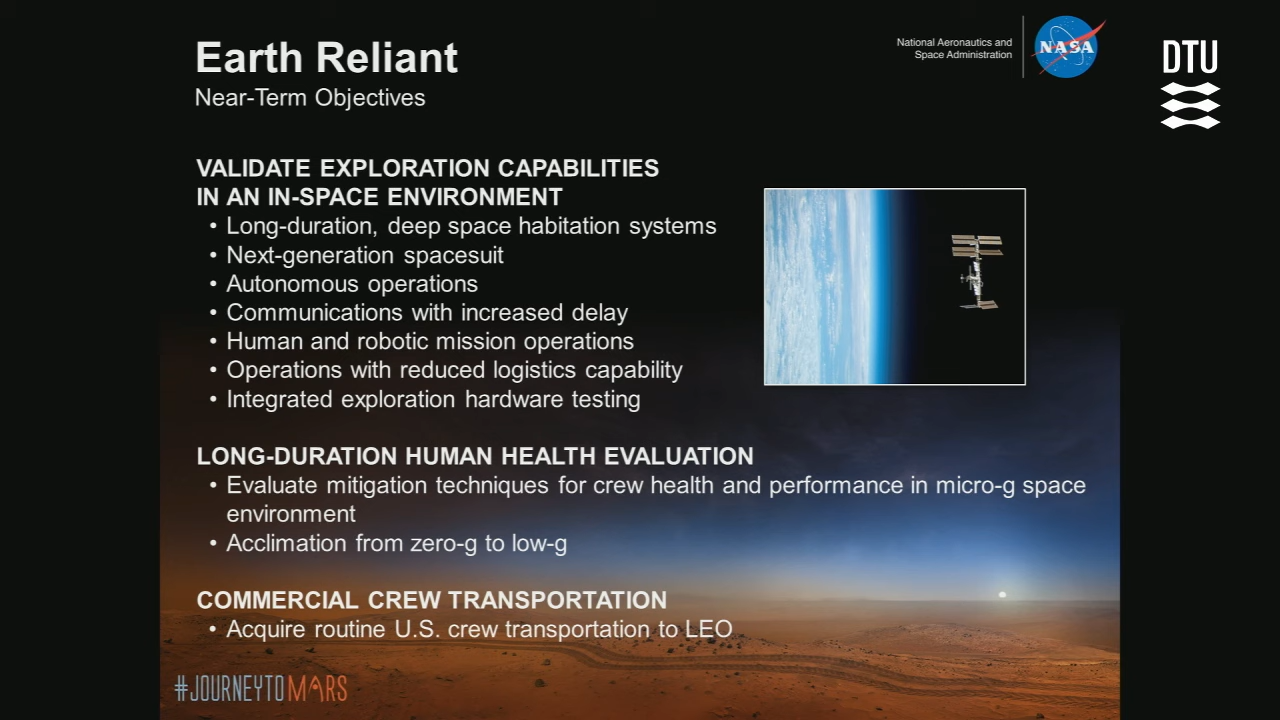 Earth Reliant
Near-Term Objectives
National Aeronautics and
Space Administration
NASA
DTU
VALIDATE EXPLORATION CAPABILITIES
IN AN IN-SPACE ENVIRONMENT
• Long-duration, deep space habitation systems
• Next-generation spacesuit
• Autonomous operations
• Communications with increased delay
• Human and robotic mission operations
• Operations with reduced logistics capability
• Integrated exploration hardware testing
LONG-DURATION HUMAN HEALTH EVALUATION
• Evaluate mitigation techniques for crew health and performance in micro-g space
environment
• Acclimation from zero-g to low-g
COMMERCIAL CREW TRANSPORTATION
• Acquire routine U.S. crew transportation to LEO
#JOURNEYTOMARS